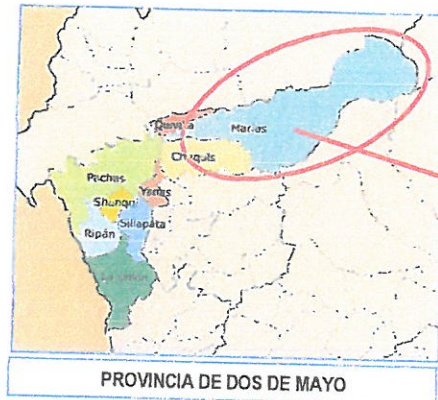 Quivilla
Marías
Chuquis
Pachas
Yanas
Shunqui
Sillapata
Ripán
La Unión
PROVINCIA DE DOS DE MAYO